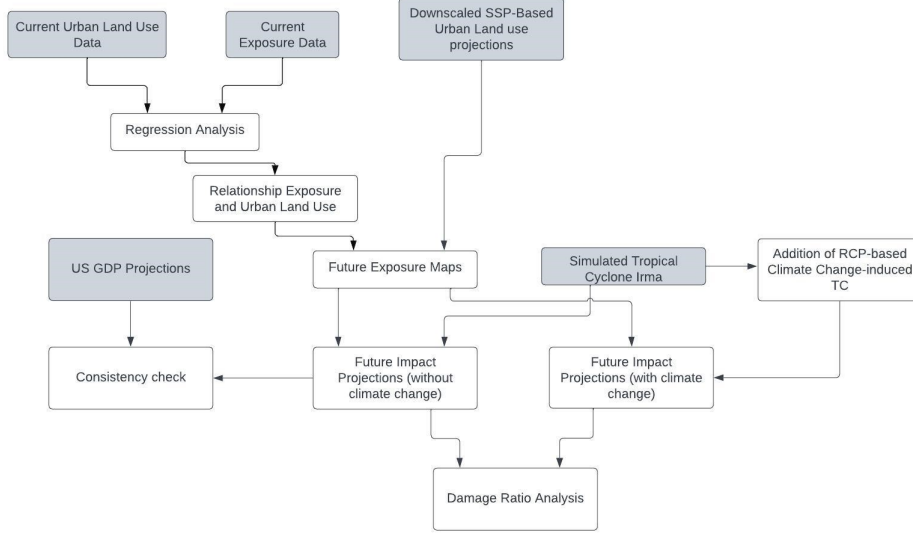 Current Urban Land Use
Data
Current
Exposure Data
Downscaled SSP-Based
Urban Land use
projections
Regression Analysis
Relationship Exposure
and Urban Land Use
US GDP Projections
Future Exposure Maps
Simulated Tropical
Cyclone Irma
Addition of RCP-based
Climate Change-induced
TC
Consistency check
Future Impact
Projections (without
climate change)
Future Impact
Projections (with climate
change)
Damage Ratio Analysis